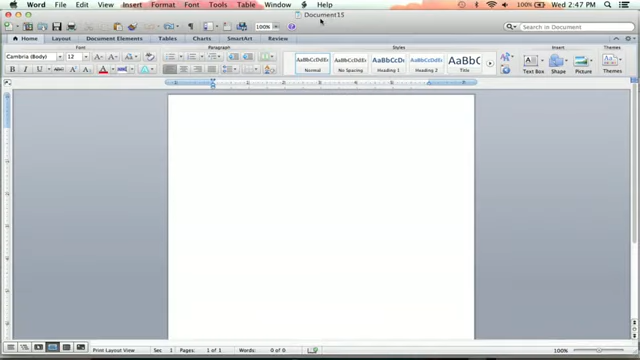 Word File Edit View Insert Format Font Tools Table Window Help 100% Wed 2:47 PM
Document15
100% Search in Document
Home Layout Document Elements Tables Charts SmartArt Review
Font Paragraph Styles Insert Themes
Cambria (Body) 12 AaBbCcDdEe AaBbCcDdEe AaBbCcDc AaBbCcDdEe AaBbC
B I U Normal No Spacing Heading 1 Heading 2 Title Text Box Shape Picture Themes
Print Layout View Sec 1 Pages: 1 of 1 Words: 0 of 0 100%